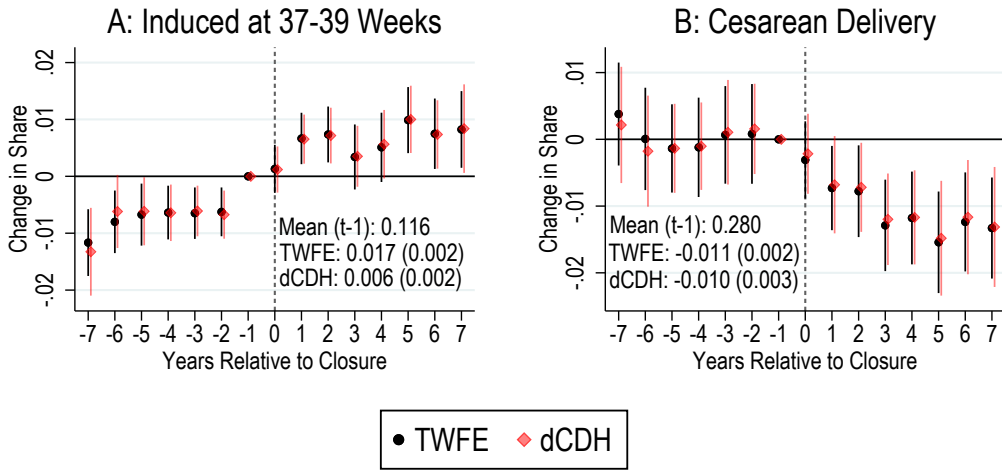 A: Induced at 37-39 Weeks
Change in Share
.02
.01
0
-.01
-.02
Mean (t-1): 0.116
TWFE: 0.017 (0.002)
dCDH: 0.006 (0.002)
-7 -6 -5 -4 -3 -2 -1 0 1 2 3 4 5 6 7
Years Relative to Closure
B: Cesarean Delivery
Change in Share
.01
0
-.01
-.02
Mean (t-1): 0.280
TWFE: -0.011 (0.002)
dCDH: -0.010 (0.003)
-7 -6 -5 -4 -3 -2 -1 0 1 2 3 4 5 6 7
Years Relative to Closure
TWFE dCDH